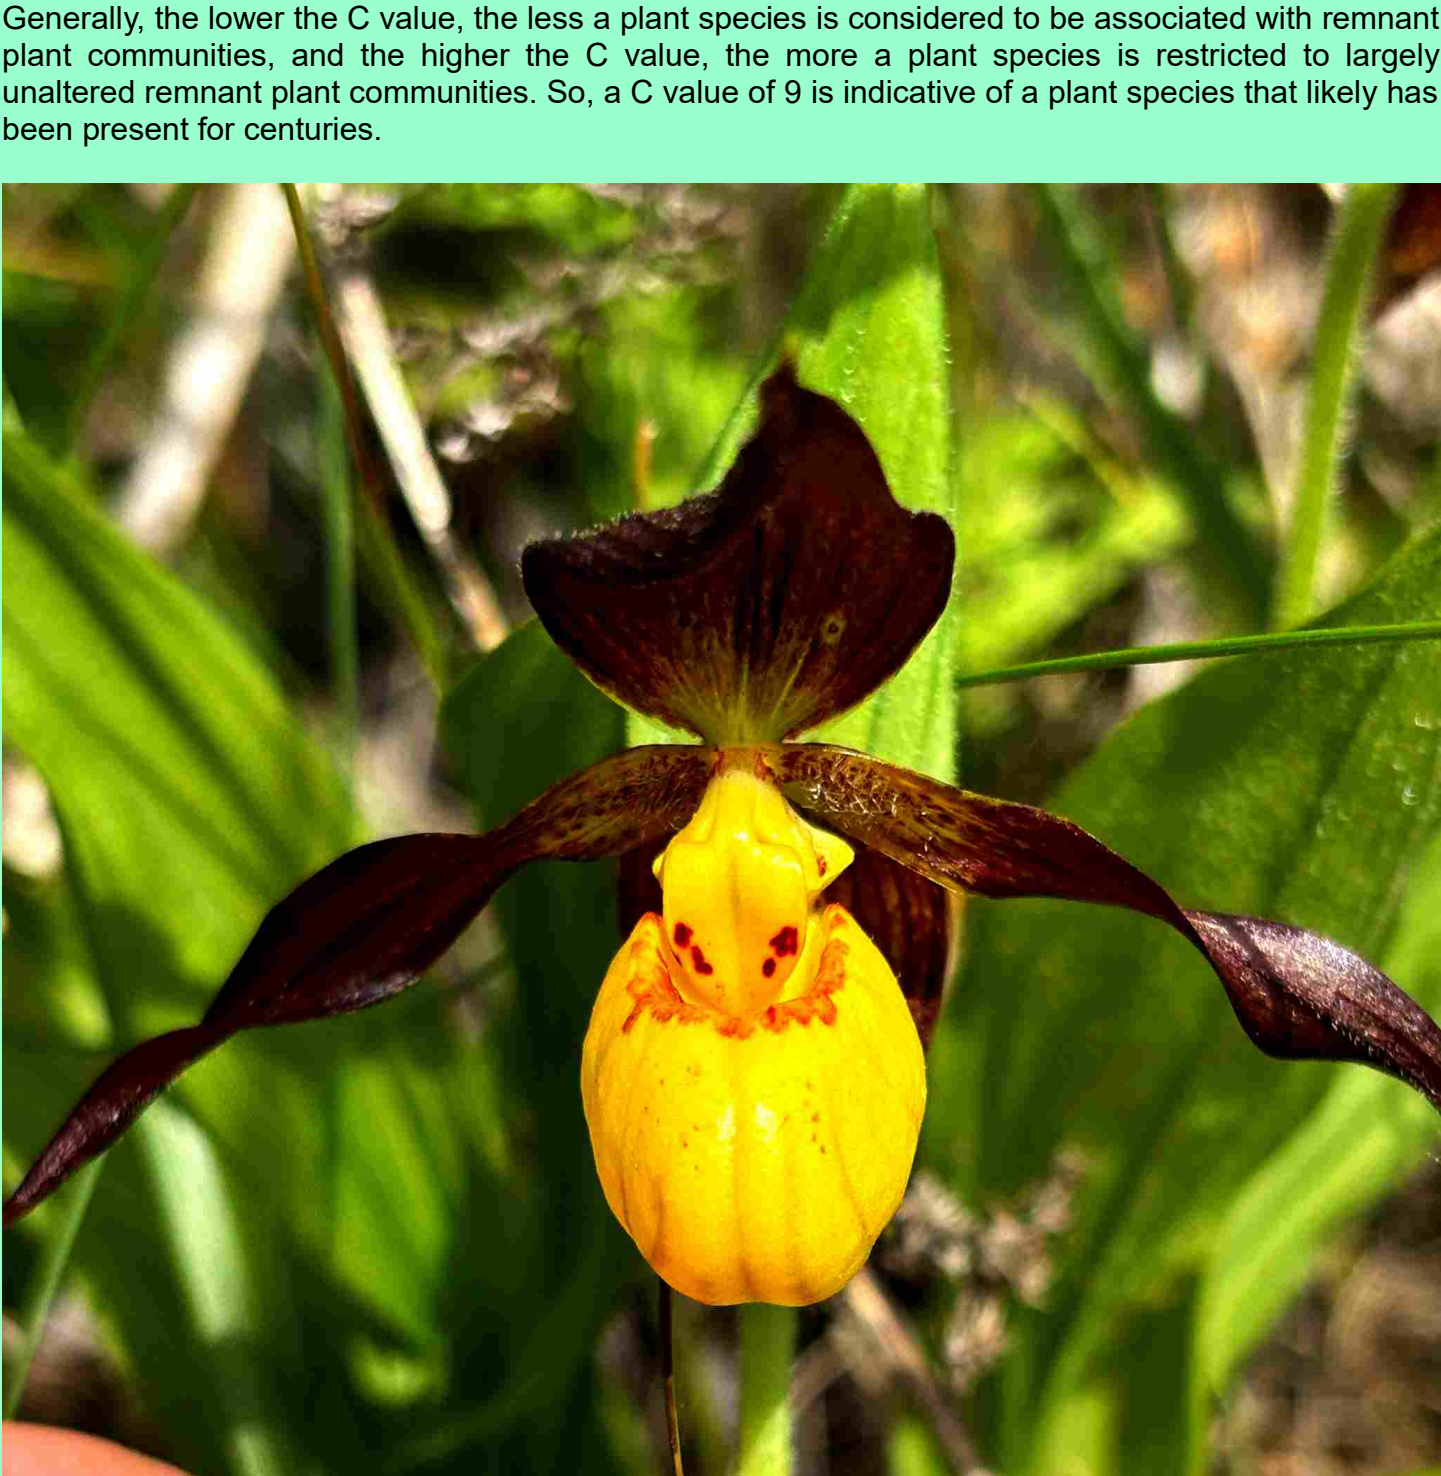 Generally, the lower the C value, the less a plant species is considered to be associated with remnant
plant communities, and the higher the C value, the more a plant species is restricted to largely
unaltered remnant plant communities. So, a C value of 9 is indicative of a plant species that likely has
been present for centuries.